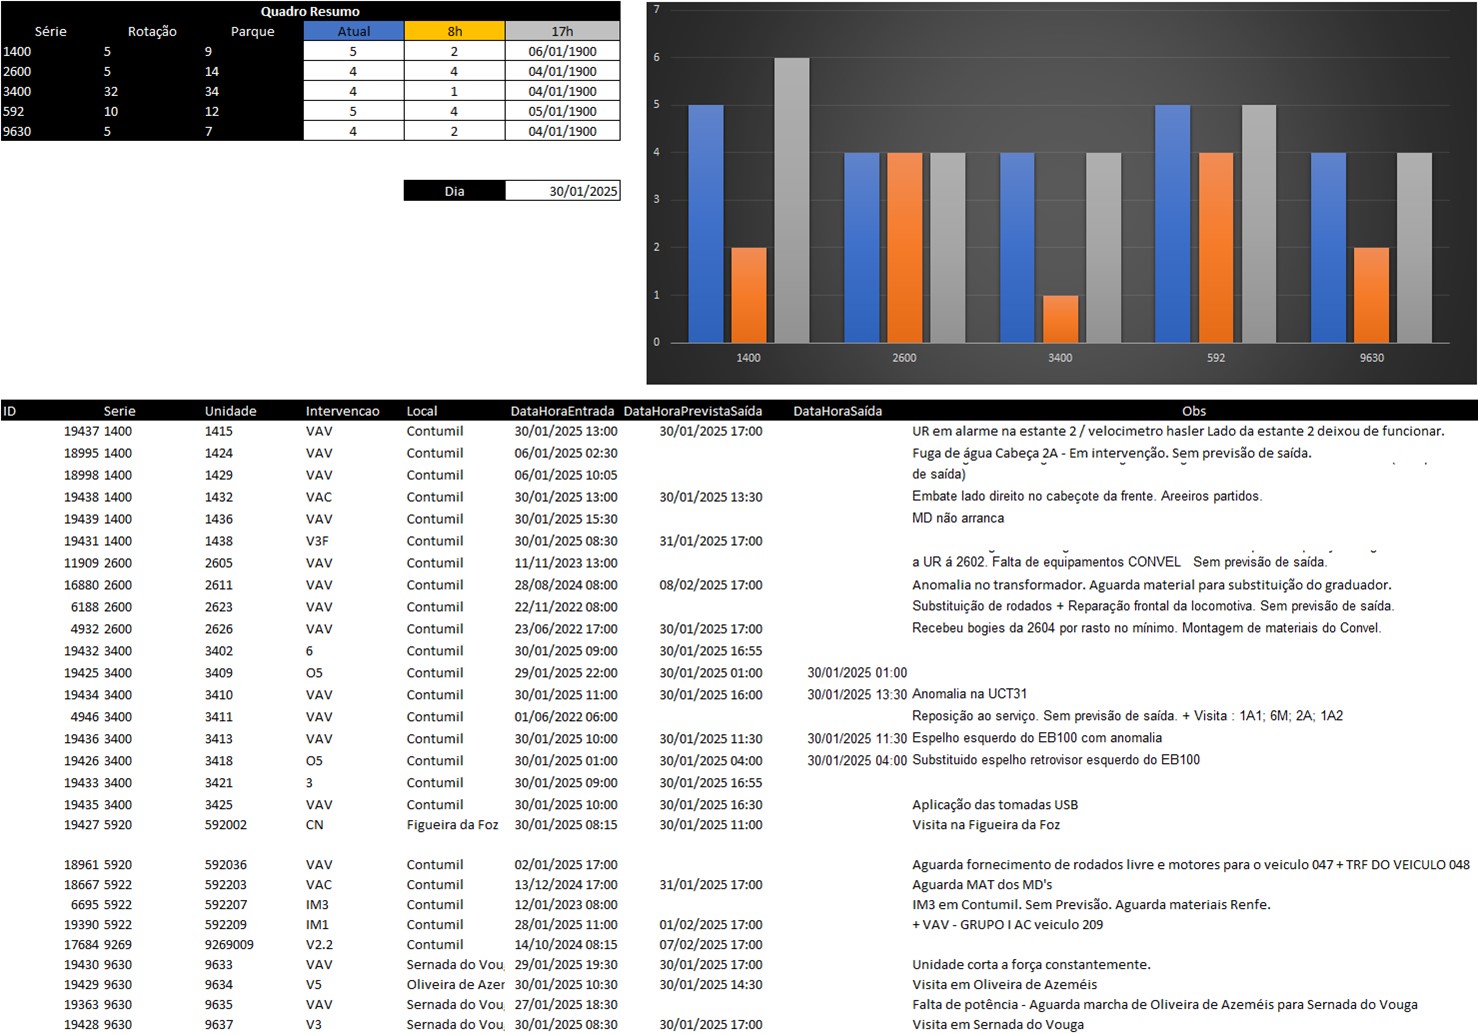 Quadro Resumo
Série Rotação Parque Atual 8h 17h
1400 5 9 5 2 06/01/1900
2600 5 14 4 4 04/01/1900
3400 32 34 4 1 04/01/1900
592 10 12 5 4 05/01/1900
9630 5 7 4 2 04/01/1900
Dia 30/01/2025
7
6
5
4
3
2
1
0
1400 2600 3400 592 9630
ID Serie Unidade Intervencao Local DataHoraEntrada DataHoraPrevistaSaída DataHoraSaída Obs
19437 1400 1415 VAV Contumil 30/01/2025 13:00 30/01/2025 17:00 UR em alarme na estante 2 / velocimetro hasler Lado da estante 2 deixou de funcionar.
18995 1400 1424 VAV Contumil 06/01/2025 02:30 Fuga de água Cabeça 2A - Em intervenção. Sem previsão de saída.
18998 1400 1429 VAV Contumil 06/01/2025 10:05 de saída)
19438 1400 1432 VAC Contumil 30/01/2025 13:00 30/01/2025 13:30 Embate lado direito no cabeçote da frente. Areeiros partidos.
19439 1400 1436 VAV Contumil 30/01/2025 15:30 MD não arranca
19431 1400 1438 V3F Contumil 30/01/2025 08:30 31/01/2025 17:00
11909 2600 2605 VAV Contumil 11/11/2023 13:00 a UR á 2602. Falta de equipamentos CONVEL Sem previsão de saída.
16880 2600 2611 VAV Contumil 28/08/2024 08:00 08/02/2025 17:00 Anomalia no transformador. Aguarda material para substituição do graduador.
6188 2600 2623 VAV Contumil 22/11/2022 08:00 Substituição de rodados + Reparação frontal da locomotiva. Sem previsão de saída.
4932 2600 2626 VAV Contumil 23/06/2022 17:00 30/01/2025 17:00 Recebeu bogies da 2604 por rasto no mínimo. Montagem de materiais do Convel.
19432 3400 3402 6 Contumil 30/01/2025 09:00 30/01/2025 16:55
19425 3400 3409 O5 Contumil 29/01/2025 22:00 30/01/2025 01:00 30/01/2025 01:00
19434 3400 3410 VAV Contumil 30/01/2025 11:00 30/01/2025 16:00 30/01/2025 13:30 Anomalia na UCT31
4946 3400 3411 VAV Contumil 01/06/2022 06:00 Reposição ao serviço. Sem previsão de saída. + Visita : 1A1; 6M; 2A; 1A2
19436 3400 3413 VAV Contumil 30/01/2025 10:00 30/01/2025 11:30 30/01/2025 11:30 Espelho esquerdo do EB100 com anomalia
19426 3400 3418 O5 Contumil 30/01/2025 01:00 30/01/2025 04:00 30/01/2025 04:00 Substituido espelho retrovisor esquerdo do EB100
19433 3400 3421 3 Contumil 30/01/2025 09:00 30/01/2025 16:55
19435 3400 3425 VAV Contumil 30/01/2025 10:00 30/01/2025 16:30 Aplicação das tomadas USB
19427 5920 592002 CN Figueira da Foz 30/01/2025 08:15 30/01/2025 11:00 Visita na Figueira da Foz
18961 5920 592036 VAV Contumil 02/01/2025 17:00 Aguarda fornecimento de rodados livre e motores para o veiculo 047 + TRF DO VEICULO 048
18667 5922 592203 VAC Contumil 13/12/2024 17:00 31/01/2025 17:00 Aguarda MAT dos MD's
6695 5922 592207 IM3 Contumil 12/01/2023 08:00 IM3 em Contumil. Sem Previsão. Aguarda materiais Renfe.
19390 5922 592209 IM1 Contumil 28/01/2025 11:00 01/02/2025 17:00 + VAV - GRUPO I AC veiculo 209
17684 9269 9269009 V2.2 Contumil 14/10/2024 08:15 07/02/2025 17:00
19430 9630 9633 VAV Sernada do Vou 29/01/2025 19:30 30/01/2025 17:00 Unidade corta a força constantemente.
19429 9630 9634 V5 Oliveira de Azer 30/01/2025 10:30 30/01/2025 14:30 Visita em Oliveira de Azeméis
19363 9630 9635 VAV Sernada do Vou 27/01/2025 18:30 Falta de potência - Aguarda marcha de Oliveira de Azeméis para Sernada do Vouga
19428 9630 9637 V3 Sernada do Vou 30/01/2025 08:30 30/01/2025 17:00 Visita em Sernada do Vouga